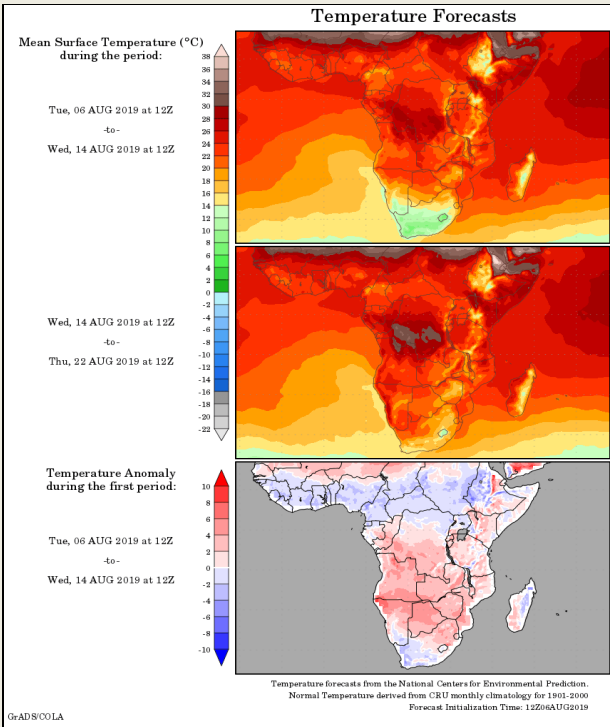 Temperature Forecasts
Mean Surface Temperature (°C)
during the period:
Tue, 06 AUG 2019 at 12Z
-to-
Wed, 14 AUG 2019 at 12Z
38
36
34
32
30
28
26
24
22
20
18
16
14
12
10
8
6
4
2
0
-2
-4
-6
-8
-10
-12
-14
-16
-18
-20
-22
Wed, 14 AUG 2019 at 12Z
-to-
Thu, 22 AUG 2019 at 12Z
Temperature Anomaly
during the first period:
Tue, 06 AUG 2019 at 12Z
-to-
Wed, 14 AUG 2019 at 12Z
10
8
6
4
2
0
-2
-4
-6
-8
-10
Temperature forecasts from the National Centers for Environmental Prediction.
Normal Temperature derived from CRU monthly climatology for 1901-2000
Forecast Initialization Time: 12Z06AUG2019
GrADS/COLA